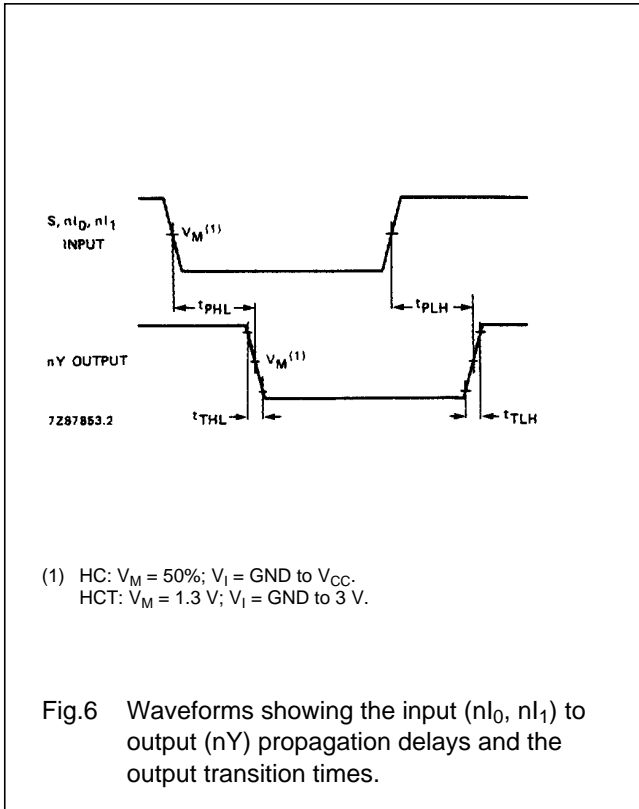 S, nI0, nI1
INPUT
VM(1)
tPHL
tPLH
nY OUTPUT
VM(1)
7Z87853.2
tTHL
tTLH
(1) HC: VM = 50%; VI = GND to VCC.
HCT: VM = 1.3 V; VI = GND to 3 V.
Fig.6 Waveforms showing the input (nI0, nI1) to
output (nY) propagation delays and the
output transition times.